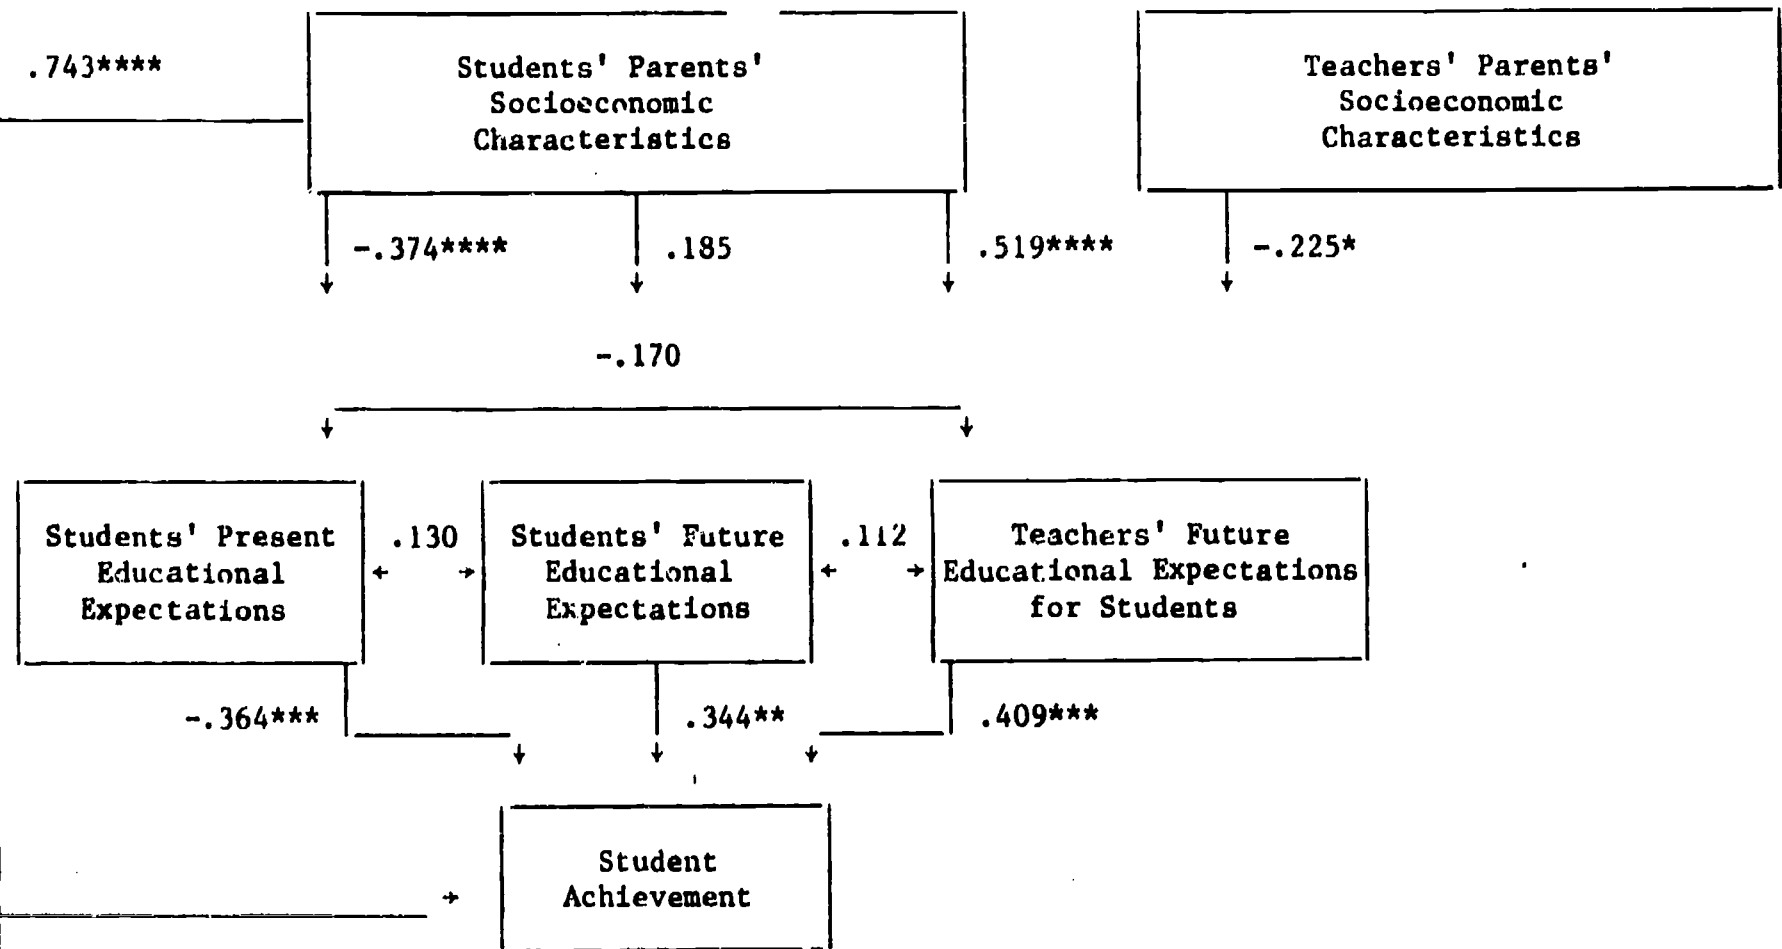 .743****
Students' Parents'
Socioeconomic
Characteristics
Teachers' Parents'
Socioeconomic
Characteristics
-.374****
.185
.519****
-.225*
-.170
Students' Present
Educational
Expectations
.130
Students' Future
Educational
Expectations
.112
Teachers' Future
Educational Expectations
for Students
-.364***
.344**
.409***
Student
Achievement